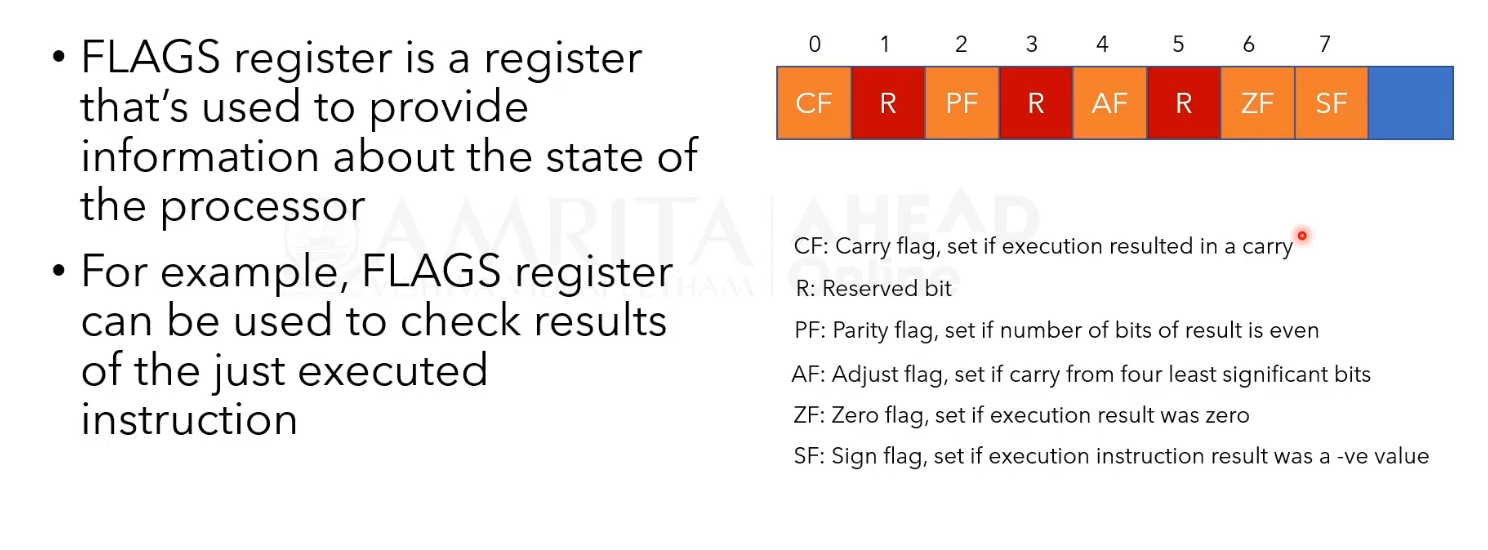 • FLAGS register is a register
that’s used to provide
information about the state of
the processor
• For example, FLAGS register
can be used to check results
of the just executed
instruction
0 1 2 3 4 5 6 7
CF R PF R AF R ZF SF
CF: Carry flag, set if execution resulted in a carry
R: Reserved bit
PF: Parity flag, set if number of bits of result is even
AF: Adjust flag, set if carry from four least significant bits
ZF: Zero flag, set if execution result was zero
SF: Sign flag, set if execution instruction result was a -ve value
AMRITA
VISHWA VIDYAPEETHAM
AHEAD
Online